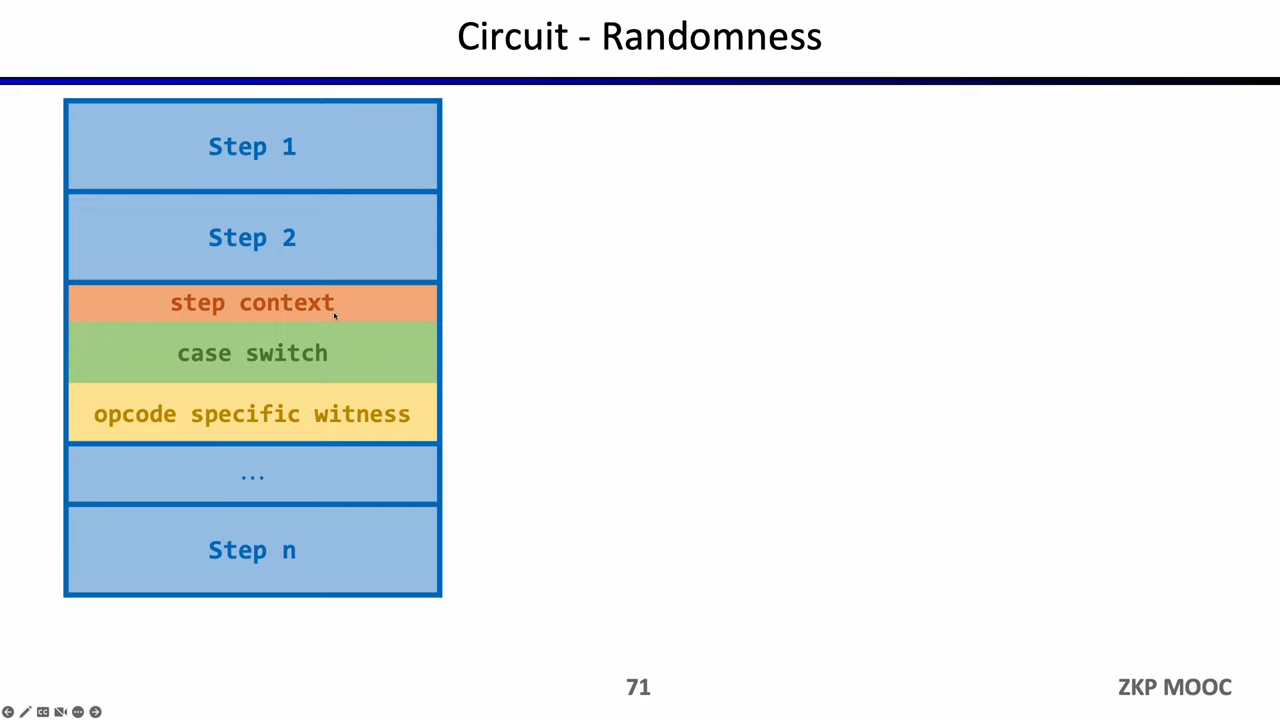 Circuit - Randomness
Step 1
Step 2
step context
case switch
opcode specific witness
...
Step n
71
ZKP MOOC